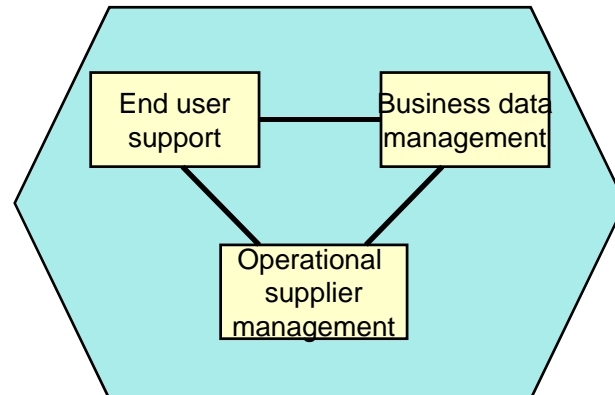 End user
support
Business data
management
Operational
supplier
management